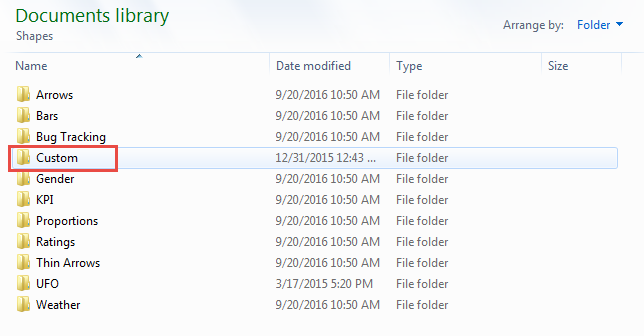 Documents library
Shapes
Arrange by: Folder
Name Date modified Type Size
Arrows 9/20/2016 10:50 AM File folder
Bars 9/20/2016 10:50 AM File folder
Bug Tracking 9/20/2016 10:50 AM File folder
Custom 12/31/2015 12:43 ... File folder
Gender 9/20/2016 10:50 AM File folder
KPI 9/20/2016 10:50 AM File folder
Proportions 9/20/2016 10:50 AM File folder
Ratings 9/20/2016 10:50 AM File folder
Thin Arrows 9/20/2016 10:50 AM File folder
UFO 3/17/2015 5:20 PM File folder
Weather 9/20/2016 10:50 AM File folder